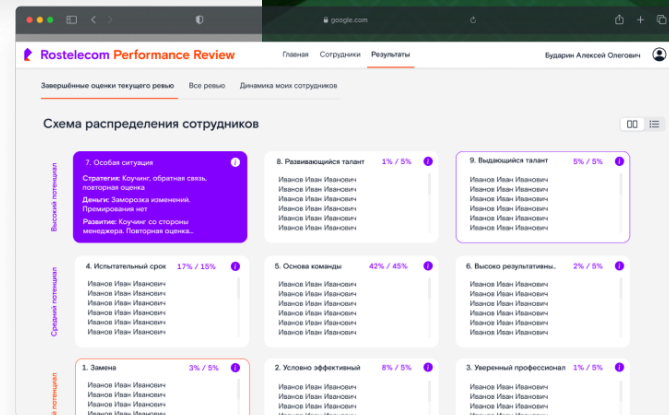 google.com
Rostelecom Performance Review
Главная Сотрудники Результаты
Бударин Алексей Олегович
Завершённые оценки текущего ревью Все ревью Динамика моих сотрудников
Схема распределения сотрудников
Высокий потенциал
7. Особая ситуация
Стратегия: Коучинг, обратная связь,
повторная оценка
Деньги: Заморозка изменений.
Премирования нет
Развитие: Коучинг со стороны
менеджера. Повторная оценка...
8. Развивающийся талант 1% / 5%
Иванов Иван Иванович
Иванов Иван Иванович
Иванов Иван Иванович
Иванов Иван Иванович
Иванов Иван Иванович
Иванов Иван Иванович
9. Выдающийся талант 5% / 5%
Иванов Иван Иванович
Иванов Иван Иванович
Иванов Иван Иванович
Иванов Иван Иванович
Иванов Иван Иванович
Иванов Иван Иванович
Средний потенциал
4. Испытательный срок 17% / 15%
Иванов Иван Иванович
Иванов Иван Иванович
Иванов Иван Иванович
Иванов Иван Иванович
Иванов Иван Иванович
Иванов Иван Иванович
5. Основа команды 42% / 45%
Иванов Иван Иванович
Иванов Иван Иванович
Иванов Иван Иванович
Иванов Иван Иванович
Иванов Иван Иванович
Иванов Иван Иванович
6. Высоко результативны.. 2% / 5%
Иванов Иван Иванович
Иванов Иван Иванович
Иванов Иван Иванович
Иванов Иван Иванович
Иванов Иван Иванович
Иванов Иван Иванович
потенциал
1. Замена 3% / 5%
Иванов Иван Иванович
Иванов Иван Иванович
Иванов Иван Иванович
2. Условно эффективный 8% / 5%
Иванов Иван Иванович
Иванов Иван Иванович
Иванов Иван Иванович
3. Уверенный профессионал 1% / 5%
Иванов Иван Иванович
Иванов Иван Иванович
Иванов Иван Иванович